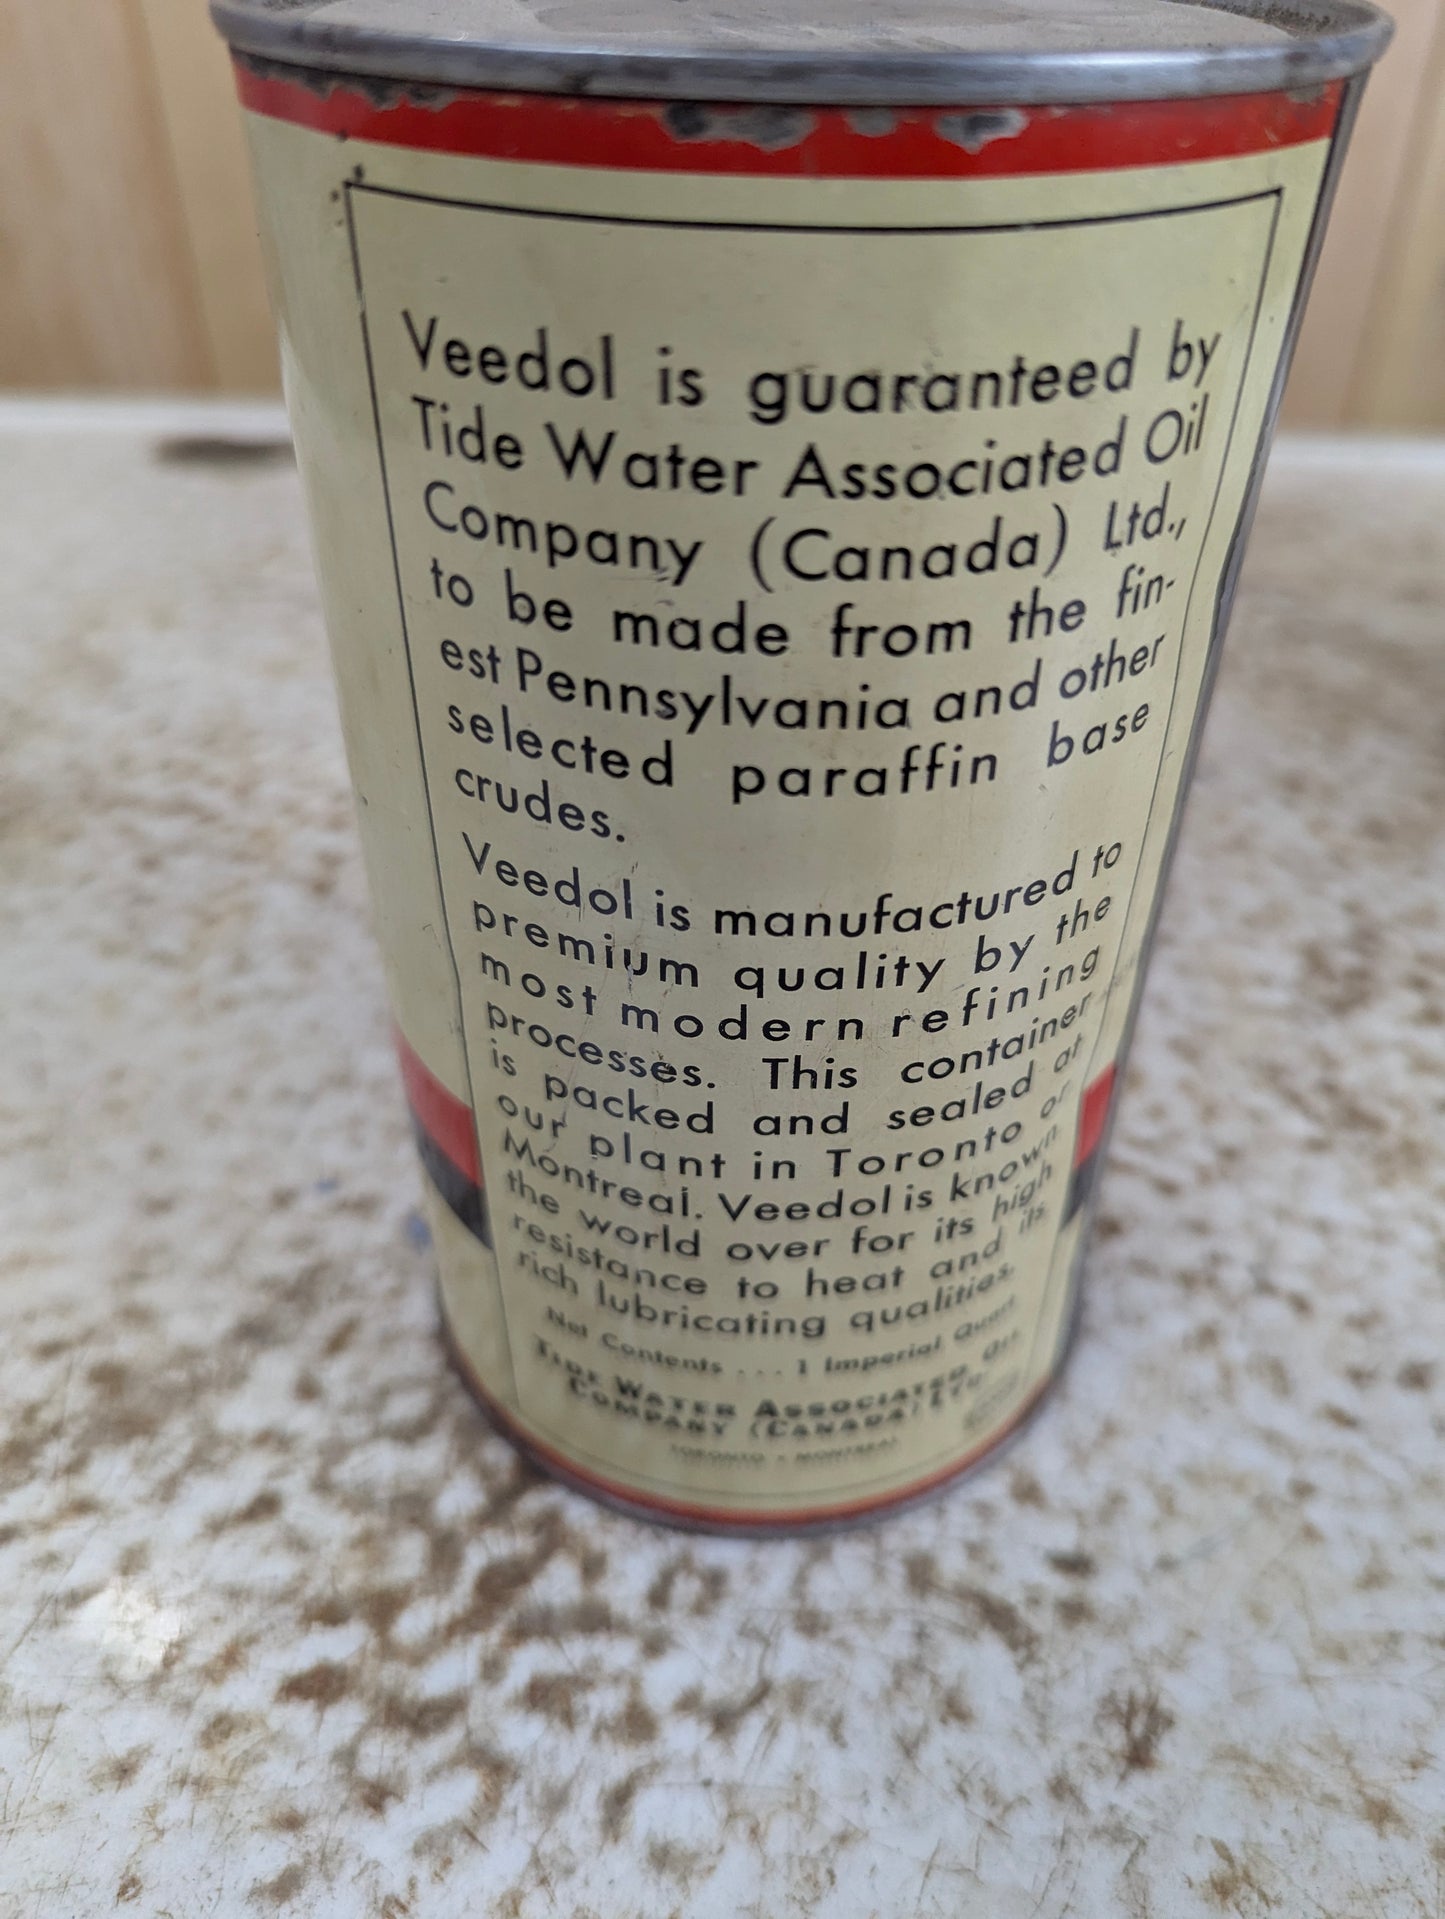 Veedol is guaranteed by
Tide Water Associated Oil
Company (Canada) Ltd.,
to be made from the fin-
est Pennsylvania and other
selected paraffin base
crudes.
Veedol is manufactured to
premium quality by the
most modern refining
processes. This container
is packed and sealed at
our plant in Toronto or
Montreal. Veedol is known
the world over for its high
resistance to heat and its
rich lubricating qualities.
Net Contents . . . 1 Imperial Quart
TIDE WATER ASSOCIATED OIL
COMPANY (CANADA) LTD.
TORONTO - MONTREAL